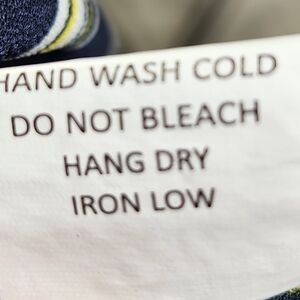 HAND WASH COLD
DO NOT BLEACH
HANG DRY
IRON LOW